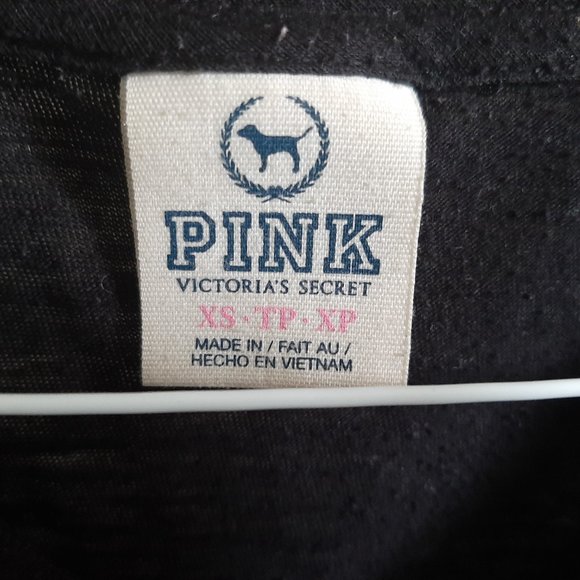 PINK
VICTORIA'S SECRET
XS · TP · XP
MADE IN / FAIT AU /
HECHO EN VIETNAM